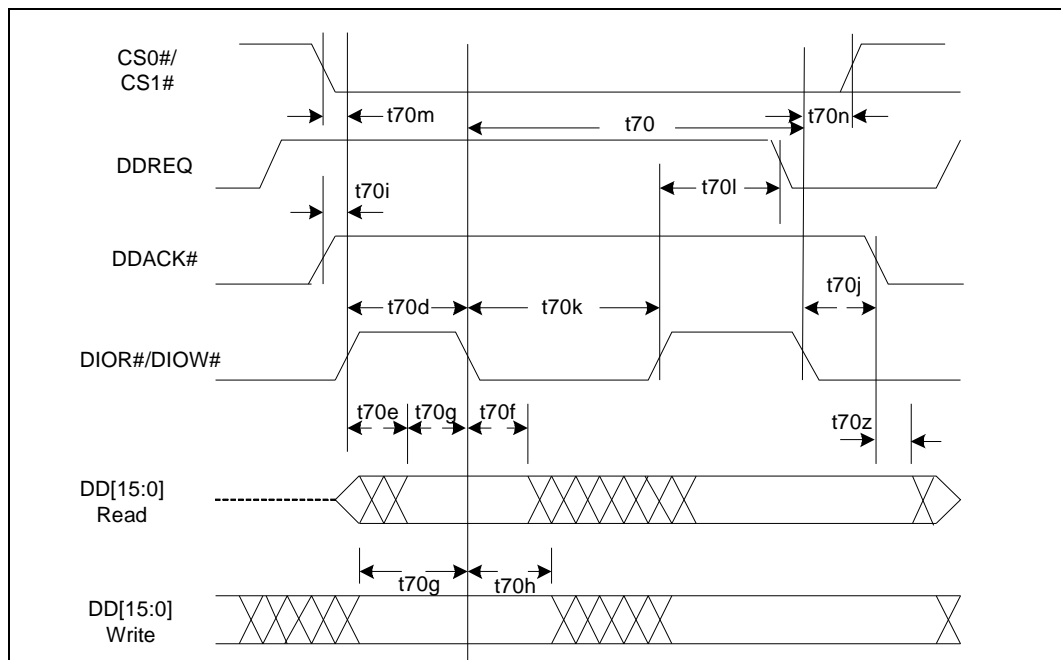 CS0#/
CS1#
t70m
t70
t70n
DDREQ
t70i
t70l
DDACK#
t70d
t70k
t70j
DIOR#/DIOW#
t70e
t70g
t70f
t70z
DD[15:0]
Read
t70g
t70h
DD[15:0]
Write